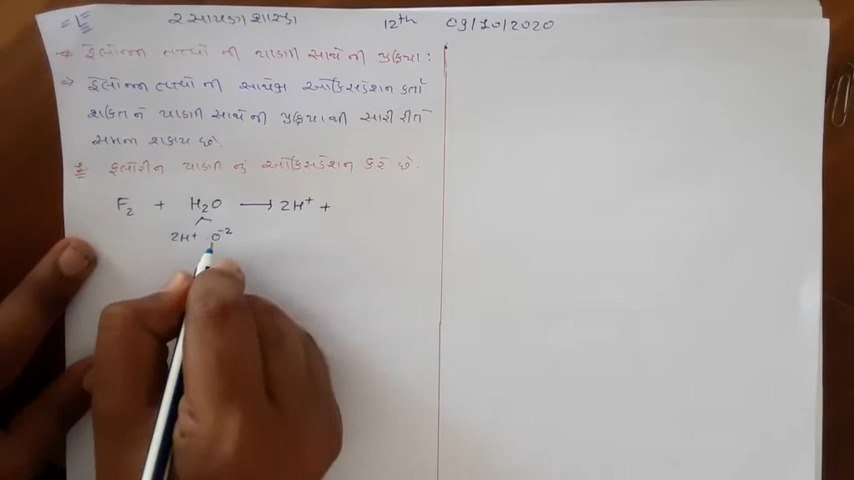 -1- રસાયણ શાસ્ત્ર 12th 09/10/2020
* હેલોજન તત્ત્વો ની પાણી સાથેની પ્રક્રિયા :
⇒ હેલોજન તત્ત્વો ની સાપેક્ષ ઓક્સિડેશન કર્તા
શક્તિને પાણી સાથેની પ્રક્રિયાથી સારી રીતે
સમજી શકાય છે.
* ફ્લોરીન પાણી નું ઓક્સિડેશન કરે છે.
F₂ + H₂O ⟶ 2H⁺ +
2H⁺ O⁻²